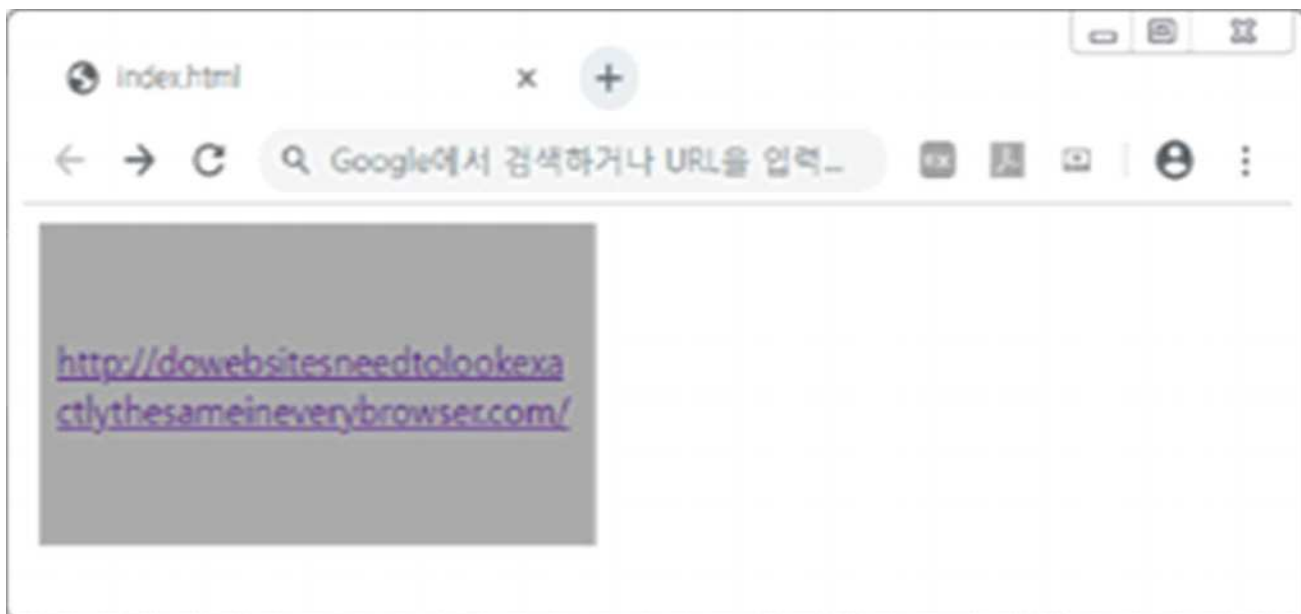 index.html
Google에서 검색하거나 URL을 입력...
http://dowebsitesneedtolookexa
ctlythesameineverybrowser.com/